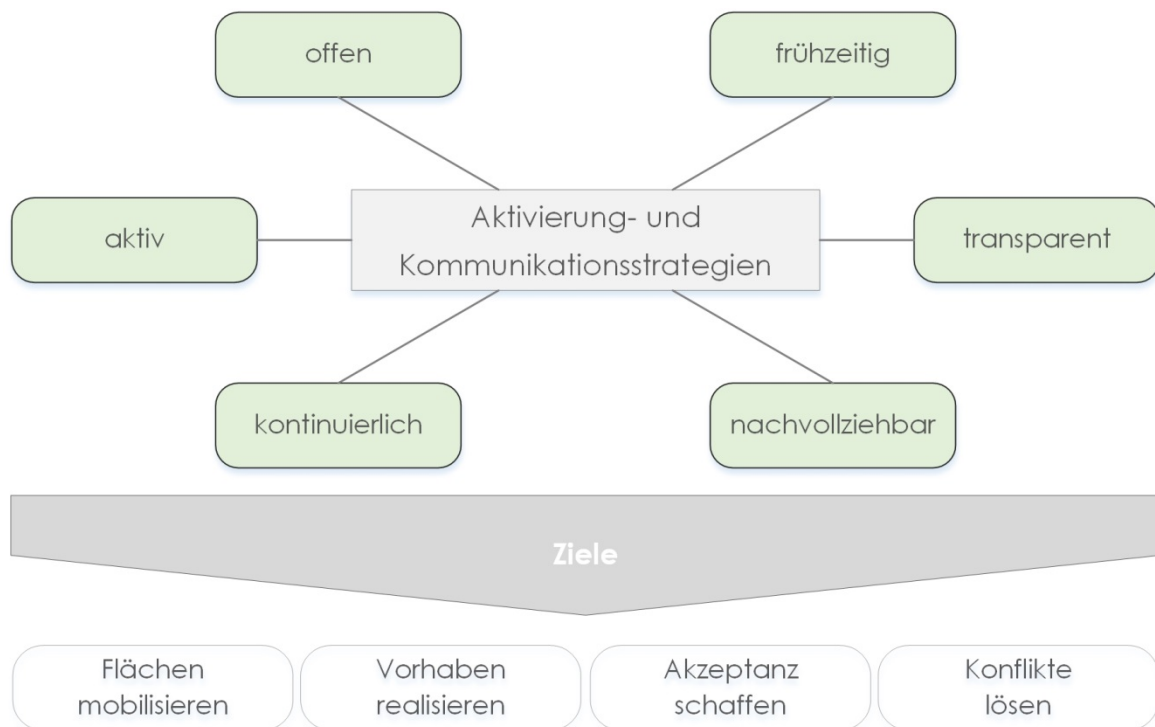 offen
frühzeitig
aktiv
Aktivierung- und
Kommunikationsstrategien
transparent
kontinuierlich
nachvollziehbar
Ziele
Flächen
mobilisieren
Vorhaben
realisieren
Akzeptanz
schaffen
Konflikte
lösen